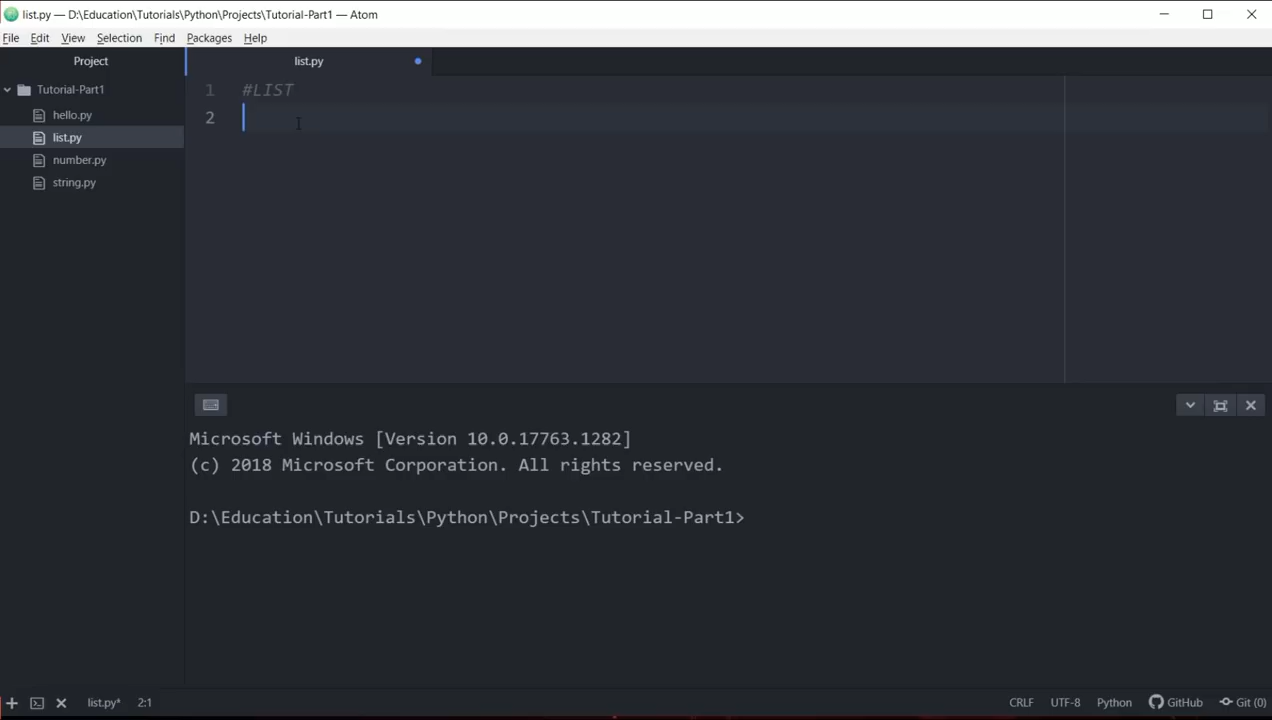 list.py — D:\Education\Tutorials\Python\Projects\Tutorial-Part1 — Atom
File Edit View Selection Find Packages Help
Project
list.py
Tutorial-Part1
hello.py
list.py
number.py
string.py
1 #LIST
2
Microsoft Windows [Version 10.0.17763.1282]
(c) 2018 Microsoft Corporation. All rights reserved.
D:\Education\Tutorials\Python\Projects\Tutorial-Part1>
list.py* 2:1 CRLF UTF-8 Python GitHub Git (0)